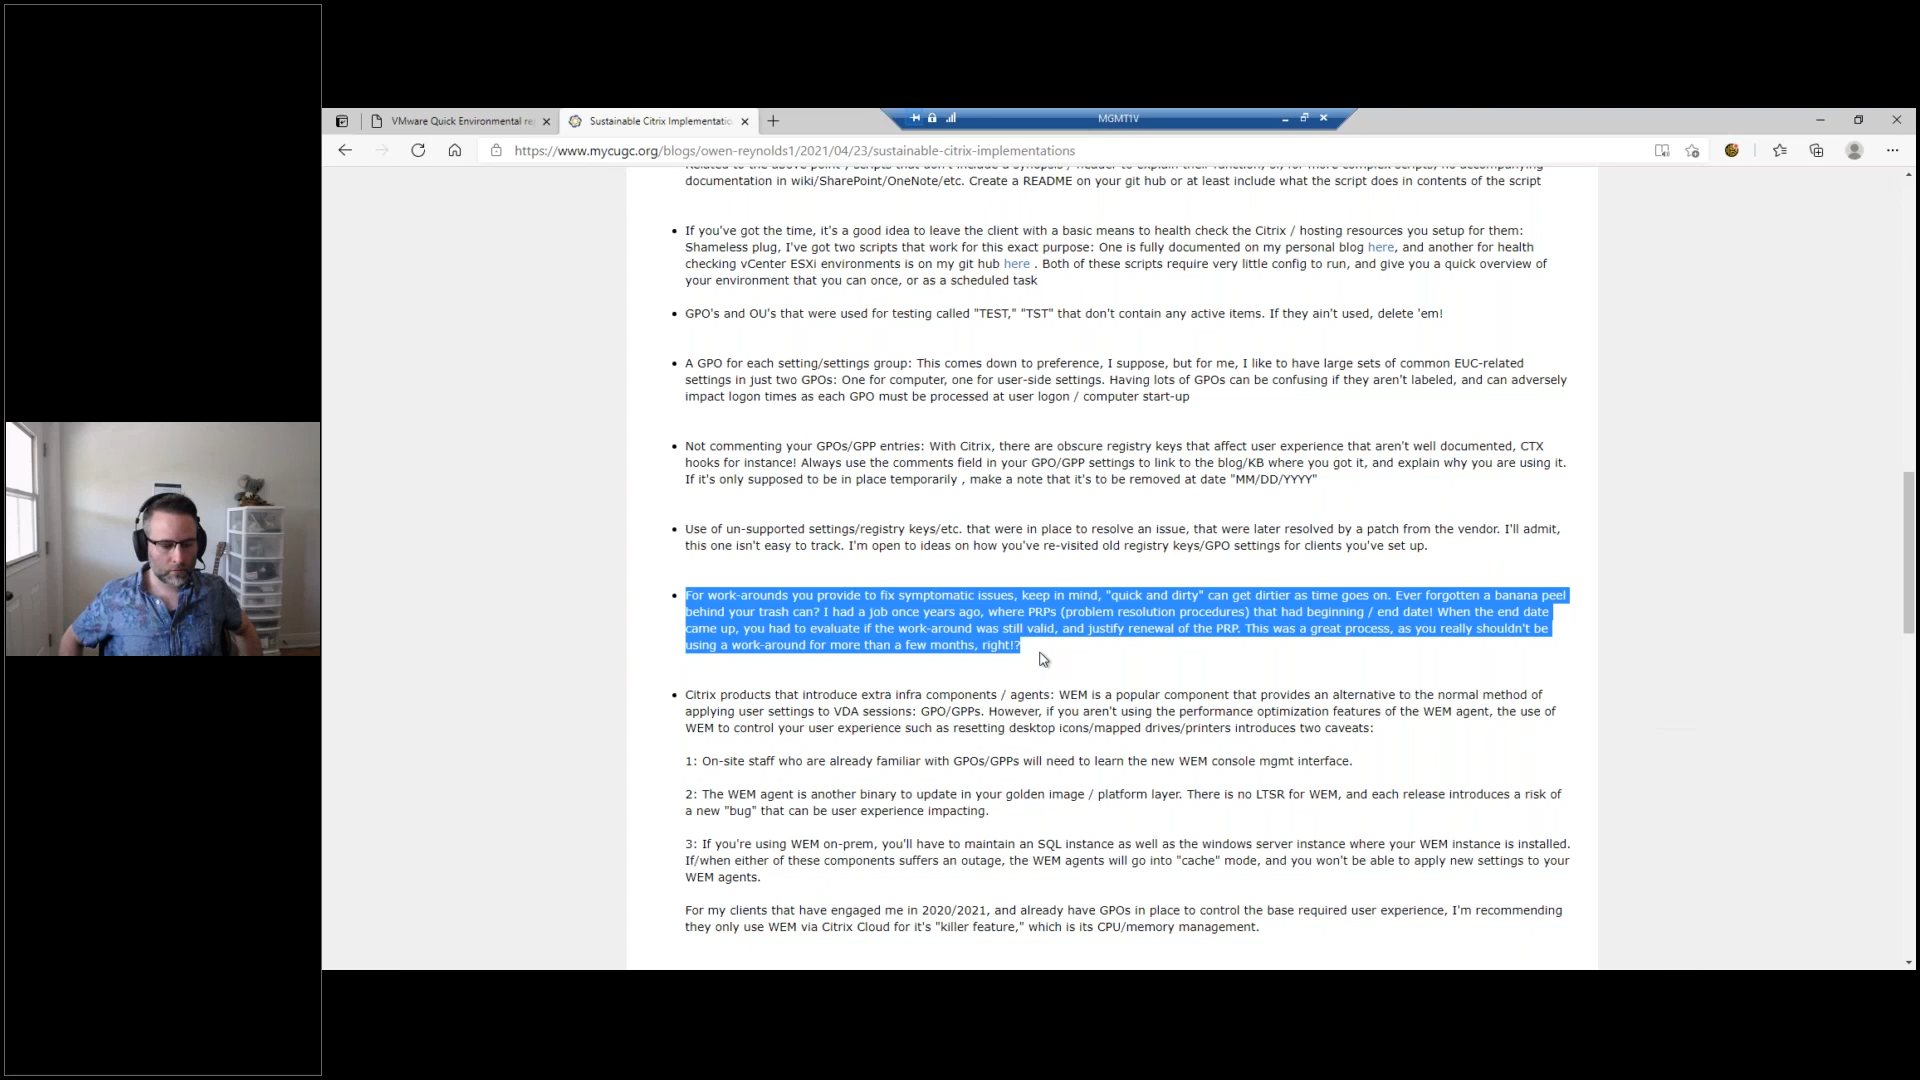 VMware Quick Environmental re
Sustainable Citrix Implementatio
MGMT1V
https://www.mycugc.org/blogs/owen-reynolds1/2021/04/23/sustainable-citrix-implementations
documentation in wiki/SharePoint/OneNote/etc. Create a README on your git hub or at least include what the script does in contents of the script
• If you've got the time, it's a good idea to leave the client with a basic means to health check the Citrix / hosting resources you setup for them:
Shameless plug, I've got two scripts that work for this exact purpose: One is fully documented on my personal blog here, and another for health
checking vCenter ESXi environments is on my git hub here . Both of these scripts require very little config to run, and give you a quick overview of
your environment that you can once, or as a scheduled task
• GPO's and OU's that were used for testing called "TEST," "TST" that don't contain any active items. If they ain't used, delete 'em!
• A GPO for each setting/settings group: This comes down to preference, I suppose, but for me, I like to have large sets of common EUC-related
settings in just two GPOs: One for computer, one for user-side settings. Having lots of GPOs can be confusing if they aren't labeled, and can adversely
impact logon times as each GPO must be processed at user logon / computer start-up
• Not commenting your GPOs/GPP entries: With Citrix, there are obscure registry keys that affect user experience that aren't well documented, CTX
hooks for instance! Always use the comments field in your GPO/GPP settings to link to the blog/KB where you got it, and explain why you are using it.
If it's only supposed to be in place temporarily , make a note that it's to be removed at date "MM/DD/YYYY"
• Use of un-supported settings/registry keys/etc. that were in place to resolve an issue, that were later resolved by a patch from the vendor. I'll admit,
this one isn't easy to track. I'm open to ideas on how you've re-visited old registry keys/GPO settings for clients you've set up.
• For work-arounds you provide to fix symptomatic issues, keep in mind, "quick and dirty" can get dirtier as time goes on. Ever forgotten a banana peel
behind your trash can? I had a job once years ago, where PRPs (problem resolution procedures) that had beginning / end date! When the end date
came up, you had to evaluate if the work-around was still valid, and justify renewal of the PRP. This was a great process, as you really shouldn't be
using a work-around for more than a few months, right!?
• Citrix products that introduce extra infra components / agents: WEM is a popular component that provides an alternative to the normal method of
applying user settings to VDA sessions: GPO/GPPs. However, if you aren't using the performance optimization features of the WEM agent, the use of
WEM to control your user experience such as resetting desktop icons/mapped drives/printers introduces two caveats:
1: On-site staff who are already familiar with GPOs/GPPs will need to learn the new WEM console mgmt interface.
2: The WEM agent is another binary to update in your golden image / platform layer. There is no LTSR for WEM, and each release introduces a risk of
a new "bug" that can be user experience impacting.
3: If you're using WEM on-prem, you'll have to maintain an SQL instance as well as the windows server instance where your WEM instance is installed.
If/when either of these components suffers an outage, the WEM agents will go into "cache" mode, and you won't be able to apply new settings to your
WEM agents.
For my clients that have engaged me in 2020/2021, and already have GPOs in place to control the base required user experience, I'm recommending
they only use WEM via Citrix Cloud for it's "killer feature," which is its CPU/memory management.